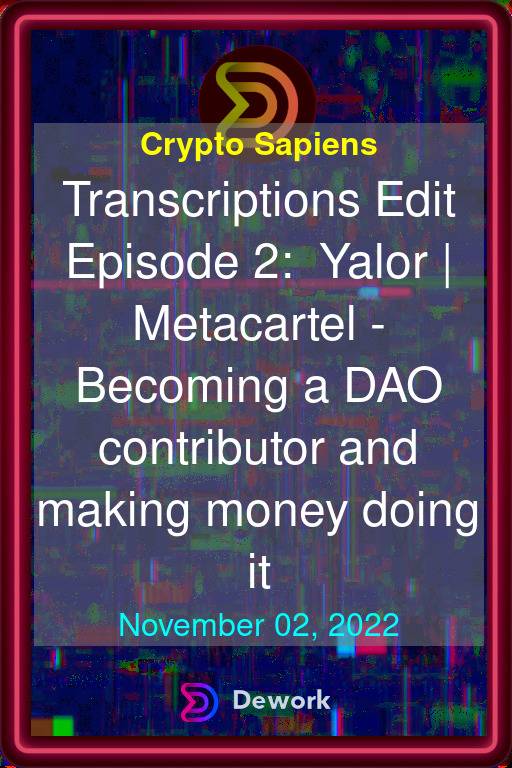 Crypto Sapiens
Transcriptions Edit
Episode 2:  Yalor |
Metacartel -
Becoming a DAO
contributor and
making money doing
it
November 02, 2022
Dework